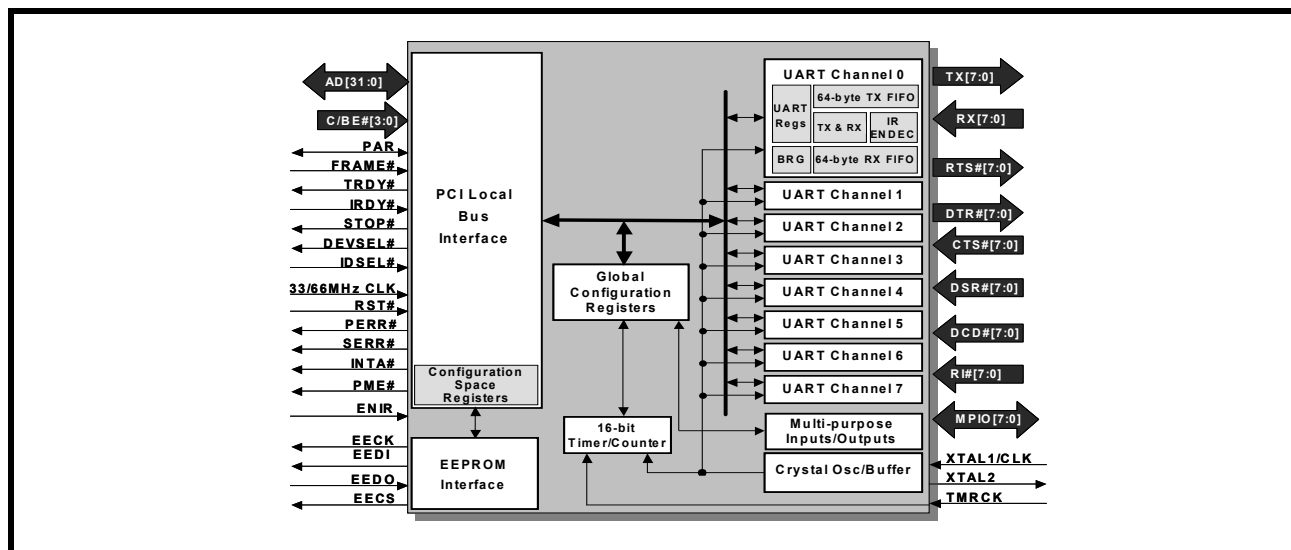 AD[31:0]
C/BE#[3:0]
PAR
FRAME#
TRDY#
IRDY#
STOP#
DEVSEL#
IDSEL#
33/66MHz CLK
RST#
PERR#
SERR#
INTA#
PME#
ENIR
EECK
EEDI
EEDO
EECS
PCI Local
Bus
Interface
Configuration
Space
Registers
EEPROM
Interface
Global
Configuration
Registers
16-bit
Timer/Counter
UART Channel 0
UART
Regs
64-byte TX FIFO
TX & RX
IR
ENDEC
BRG
64-byte RX FIFO
UART Channel 1
UART Channel 2
UART Channel 3
UART Channel 4
UART Channel 5
UART Channel 6
UART Channel 7
Multi-purpose
Inputs/Outputs
Crystal Osc/Buffer
TX[7:0]
RX[7:0]
RTS#[7:0]
DTR#[7:0]
CTS#[7:0]
DSR#[7:0]
DCD#[7:0]
RI#[7:0]
MPIO[7:0]
XTAL1/CLK
XTAL2
TMRCK